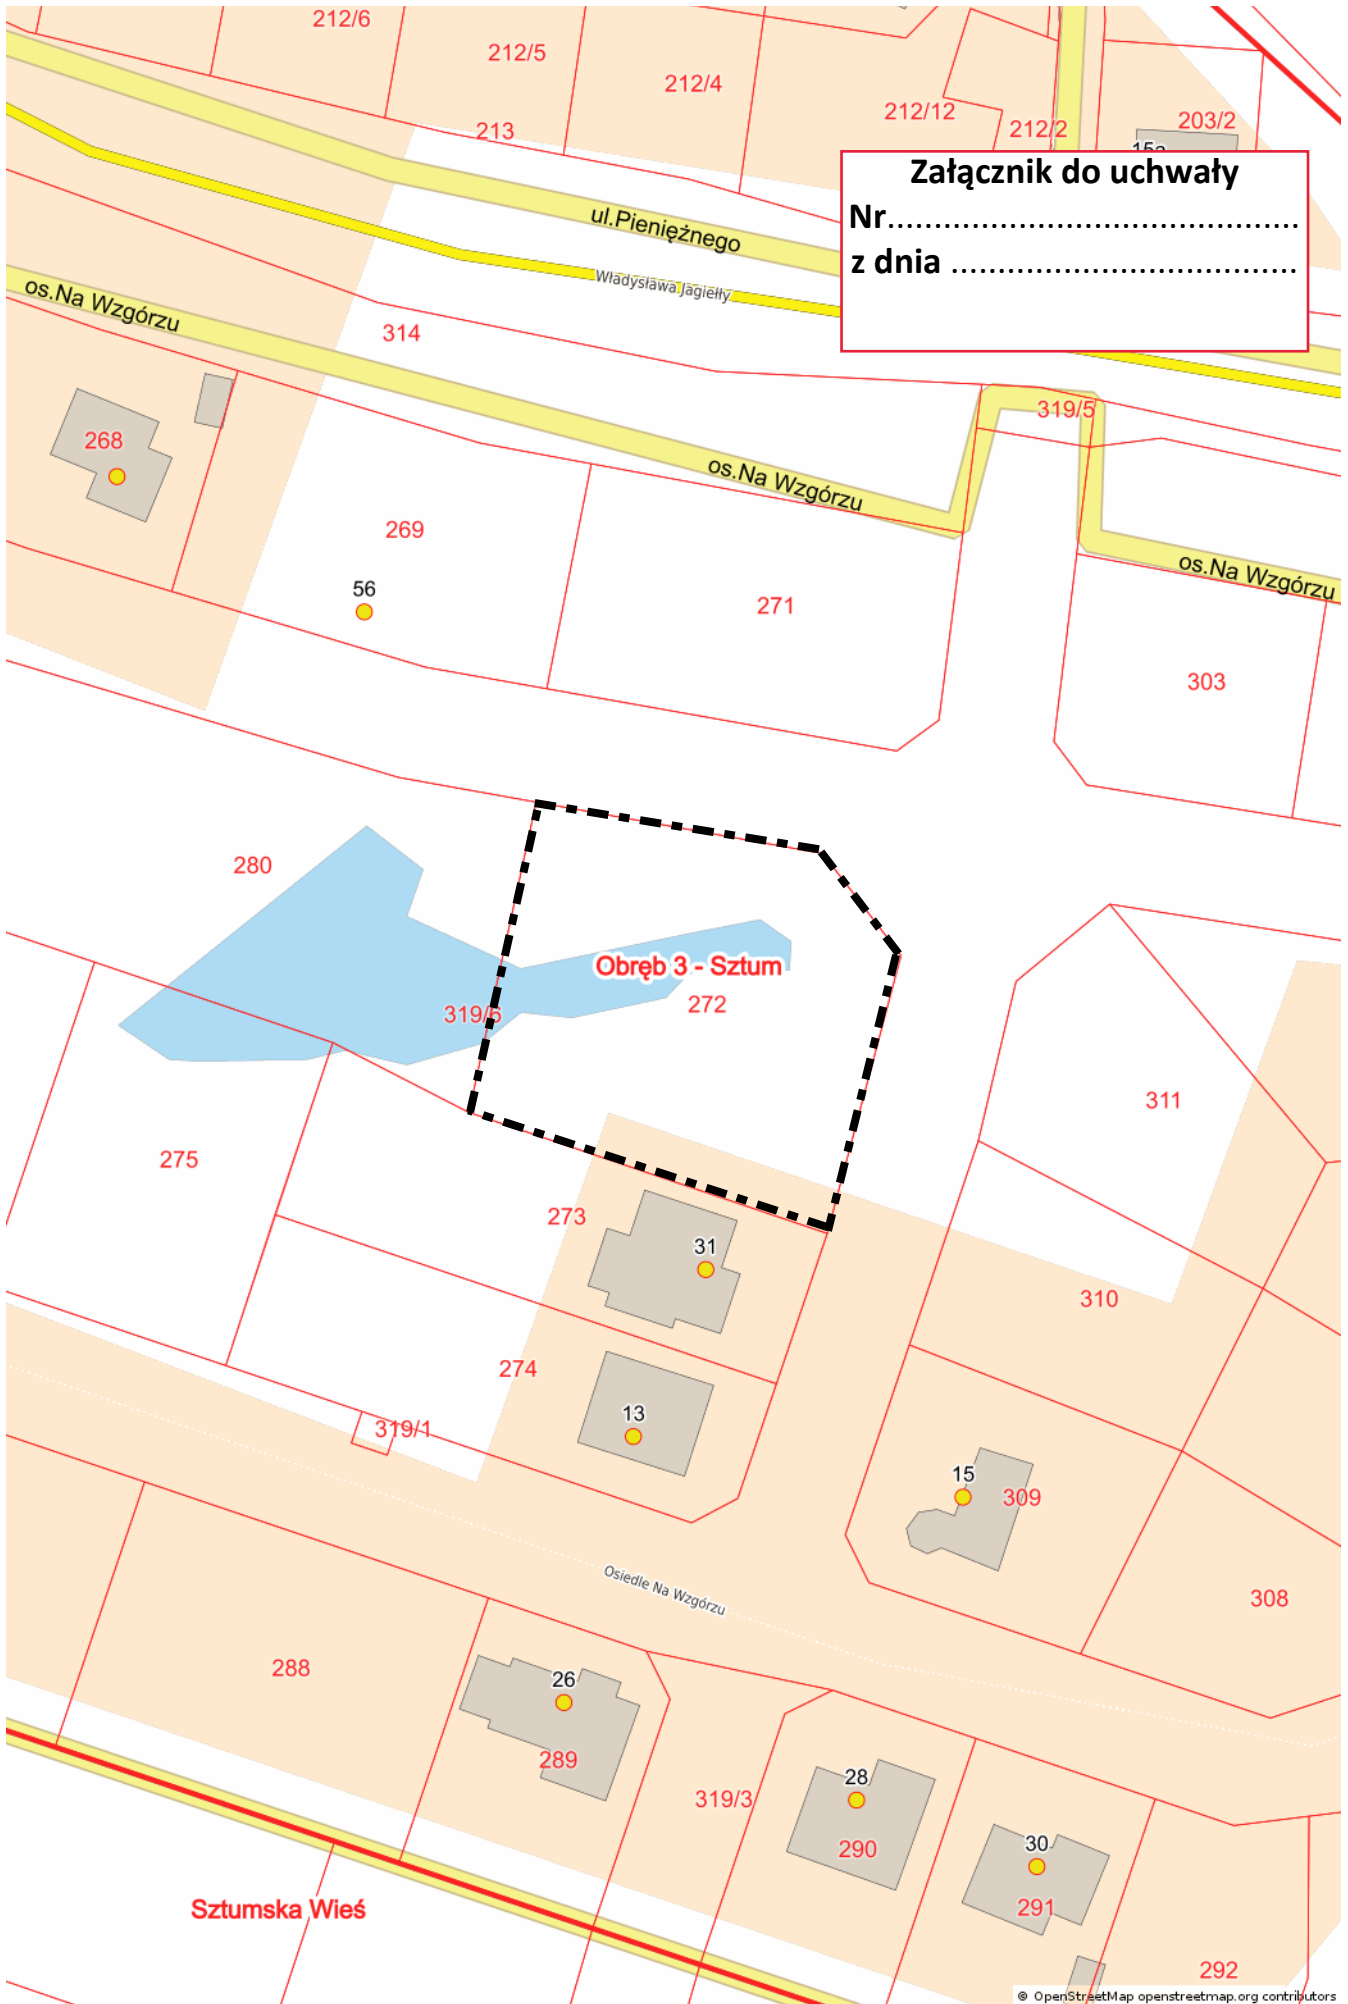 212/6
212/5
212/4
213
212/12
212/2
203/2
15a
Załącznik do uchwały
Nr............................................
z dnia .....................................
ul.Pieniężnego
Władysława Jagiełły
os.Na Wzgórzu
314
319/5
268
os.Na Wzgórzu
269
os.Na Wzgórzu
56
271
303
280
Obręb 3 - Sztum
272
319/6
311
275
273
31
310
274
13
319/1
15
309
Osiedle Na Wzgórzu
308
288
26
289
28
319/3
290
30
291
Sztumska Wieś
292
© OpenStreetMap openstreetmap.org contributors